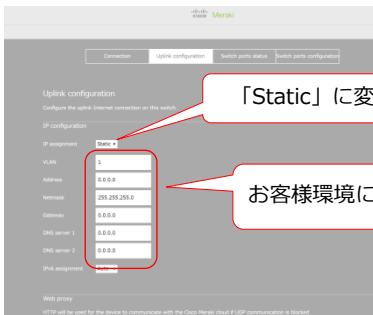 CISCO Meraki
Connection
Uplink configuration
Switch ports status
Switch ports configuration
Uplink configuration
Configure the uplink Internet connection on this switch
「Static」に変
IP configuration
IP assignment Static
VLAN 1
Address 0.0.0.0
Netmask 255.255.255.0
お客様環境に
Gateway 0.0.0.0
DNS server 1 0.0.0.0
DNS server 2 0.0.0.0
IPv6 assignment Auto
Web proxy
HTTP will be used for the device to communicate with the Cisco Meraki cloud if UDP communication is blocked